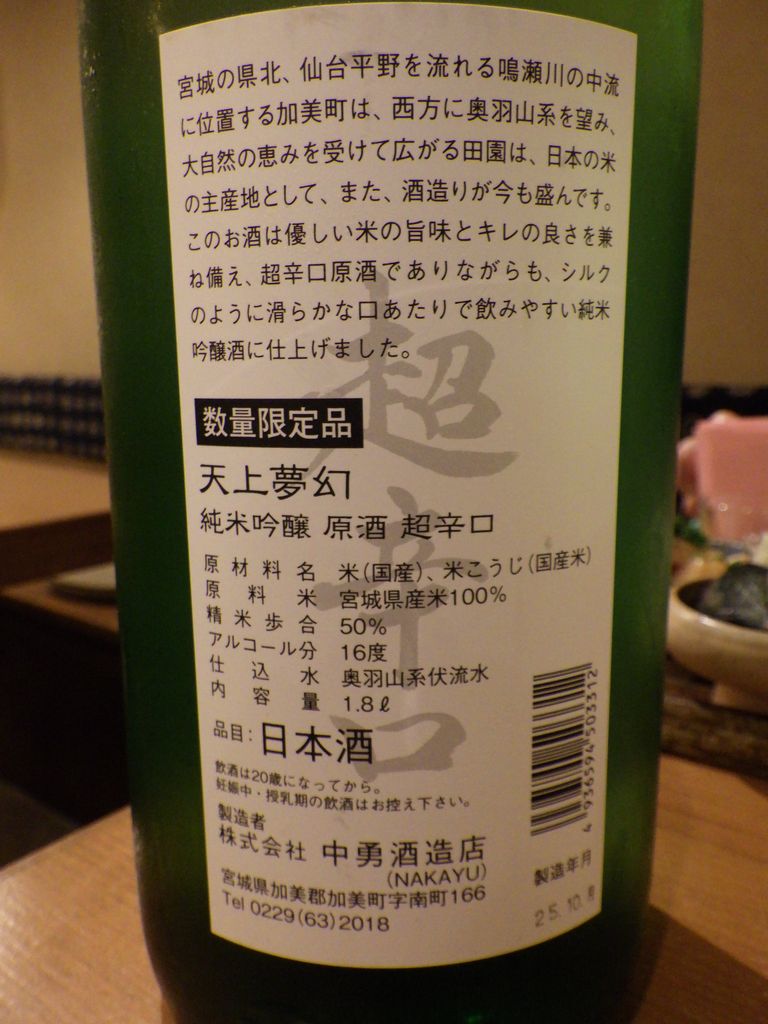 宮城の県北、仙台平野を流れる鳴瀬川の中流
に位置する加美町は、西方に奥羽山系を望み、
大自然の恵みを受けて広がる田園は、日本の米
の主産地として、また、酒造りが今も盛んです。
このお酒は優しい米の旨味とキレの良さを兼
ね備え、超辛口原酒でありながらも、シルク
のように滑らかな口あたりで飲みやすい純米
吟醸酒に仕上げました。
超辛口
数量限定品
天上夢幻
純米吟醸 原酒 超辛口
原材料名 米(国産)、米こうじ(国産米)
原料米 宮城県産米100%
精米歩合 50%
アルコール分 16度
仕込水 奥羽山系伏流水
内容量 1.8ℓ
品目:日本酒
飲酒は20歳になってから。
妊娠中・授乳期の飲酒はお控え下さい。
製造者
株式会社 中勇酒造店
(NAKAYU)
宮城県加美郡加美町字南町166
Tel 0229(63)2018
4 936594 503312
製造年月
25.10.